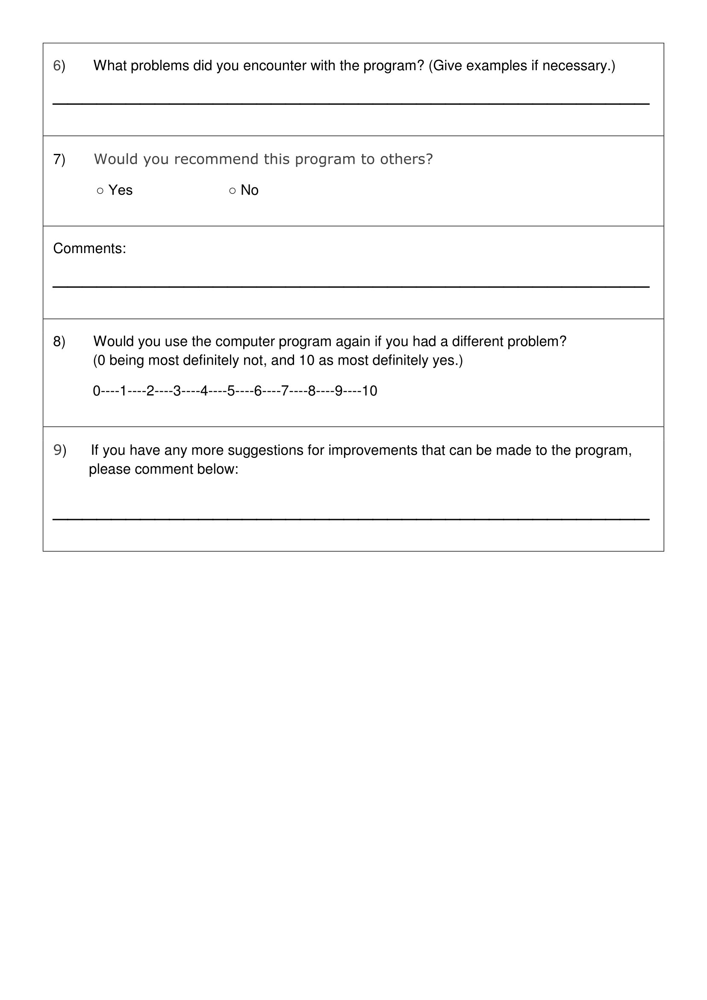 6) What problems did you encounter with the program? (Give examples if necessary.)
7) Would you recommend this program to others?
○ Yes ○ No
Comments:
8) Would you use the computer program again if you had a different problem?
(0 being most definitely not, and 10 as most definitely yes.)
0----1----2----3----4----5----6----7----8----9----10
9) If you have any more suggestions for improvements that can be made to the program,
please comment below: